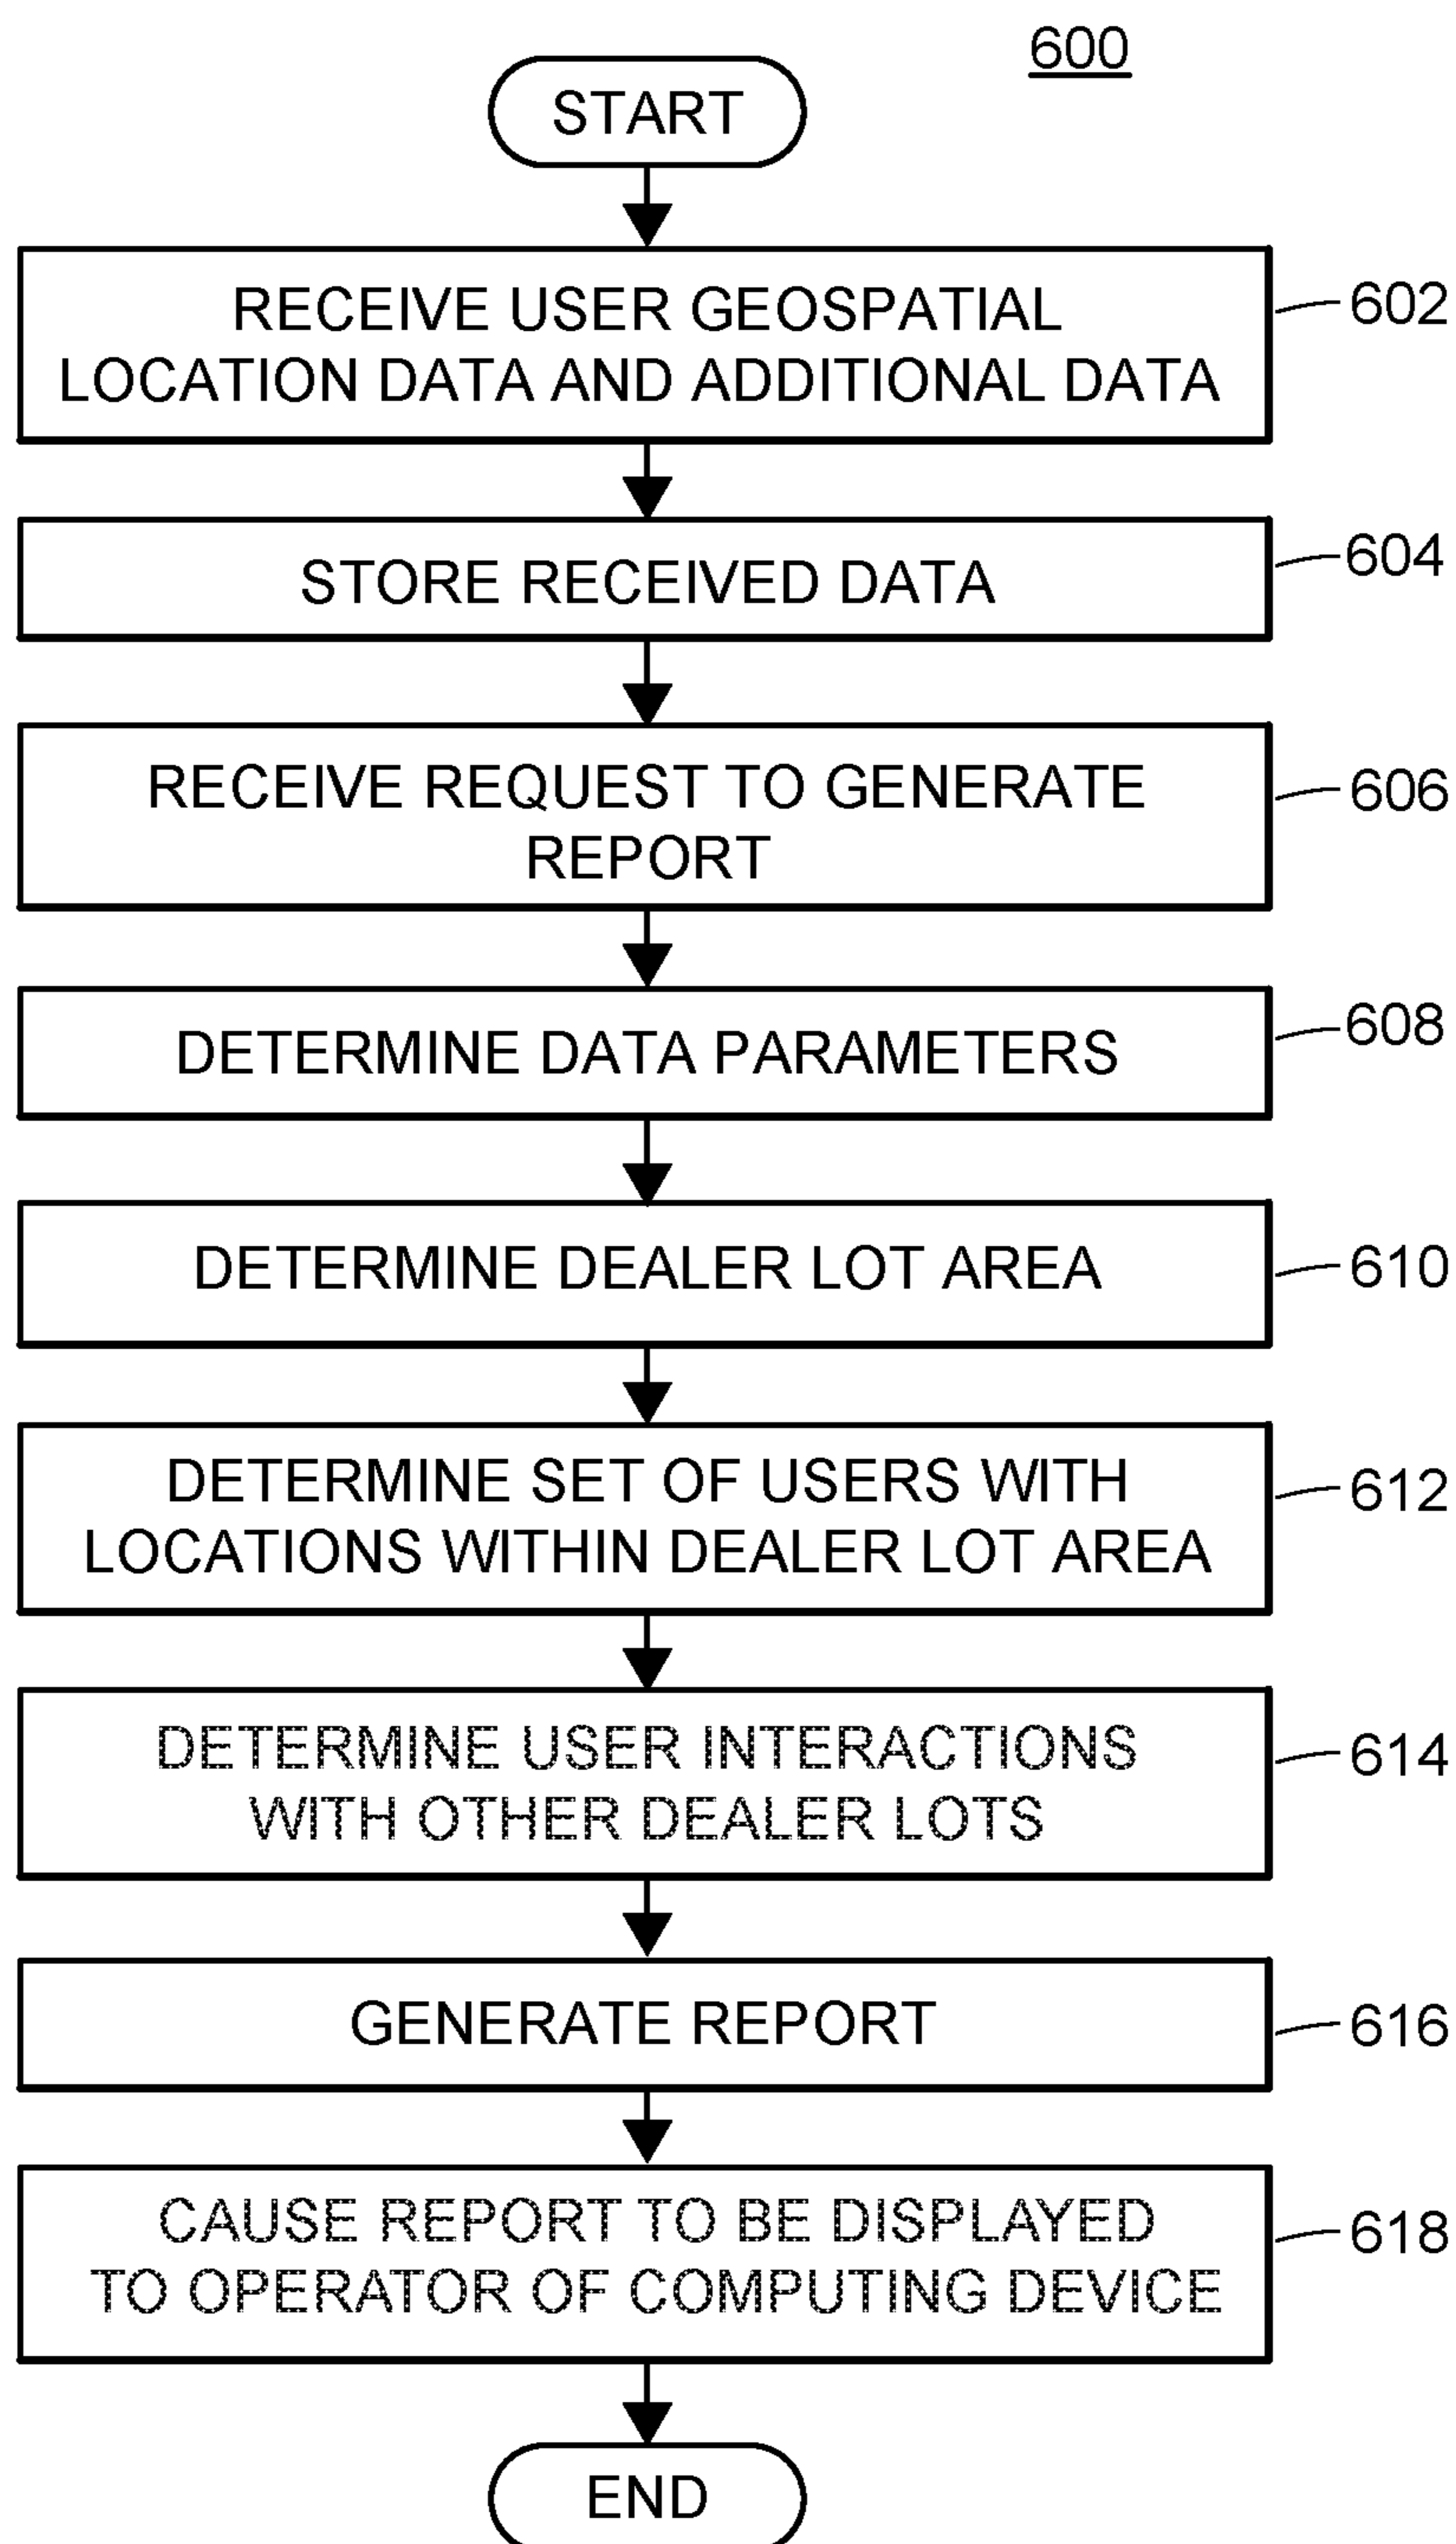 600
START
RECEIVE USER GEOSPATIAL
LOCATION DATA AND ADDITIONAL DATA
602
STORE RECEIVED DATA
604
RECEIVE REQUEST TO GENERATE
REPORT
606
DETERMINE DATA PARAMETERS
608
DETERMINE DEALER LOT AREA
610
DETERMINE SET OF USERS WITH
LOCATIONS WITHIN DEALER LOT AREA
612
DETERMINE USER INTERACTIONS
WITH OTHER DEALER LOTS
614
GENERATE REPORT
616
CAUSE REPORT TO BE DISPLAYED
TO OPERATOR OF COMPUTING DEVICE
618
END